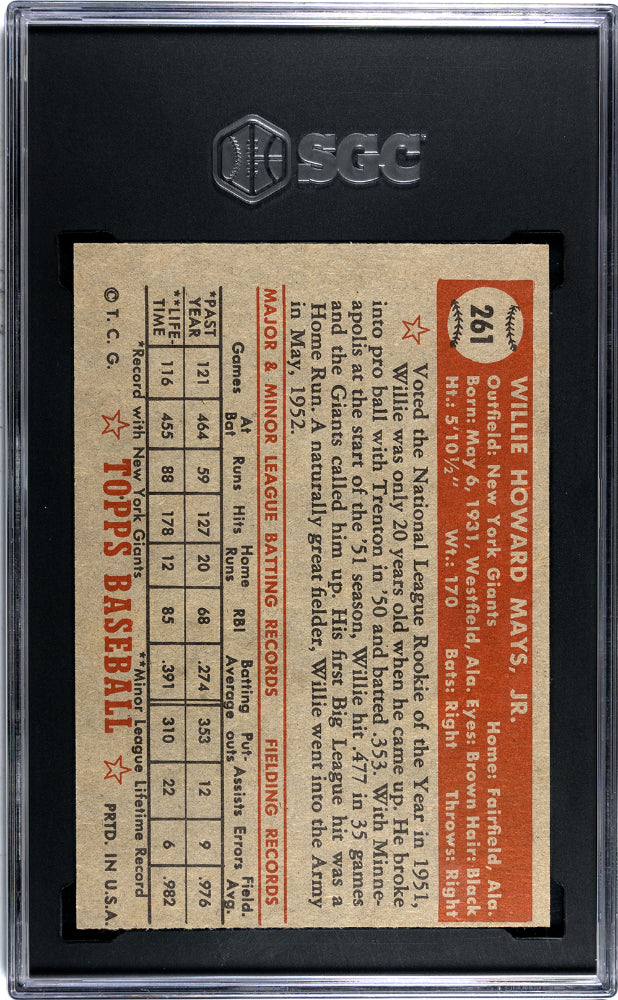 SGC
261
WILLIE HOWARD MAYS, JR.
Outfield: New York Giants Home: Fairfield, Ala.
Born: May 6, 1931, Westfield, Ala. Eyes: Brown Hair: Black
Ht.: 5'10½" Wt.: 170 Bats: Right Throws: Right
Voted the National League Rookie of the Year in 1951,
Willie was only 20 years old when he came up. He broke
into pro ball with Trenton in '50 and batted .353. With Minne-
apolis at the start of the '51 season, Willie hit .477 in 35 games
and the Giants called him up. His first Big League hit was a
Home Run. A naturally great fielder, Willie went into the Army
in May, 1952.
MAJOR & MINOR LEAGUE BATTING RECORDS FIELDING RECORDS
Games At Bat Runs Hits Home Runs RBI Batting Average Put-outs Assists Errors Field. Avg.
*PAST YEAR 121 464 59 127 20 68 .274 353 12 9 .976
**LIFE-TIME 116 455 88 178 12 85 .391 310 22 6 .982
*Record with New York Giants **Minor League Lifetime Record
© T. C. G. TOPPS BASEBALL PRTD. IN U.S.A.